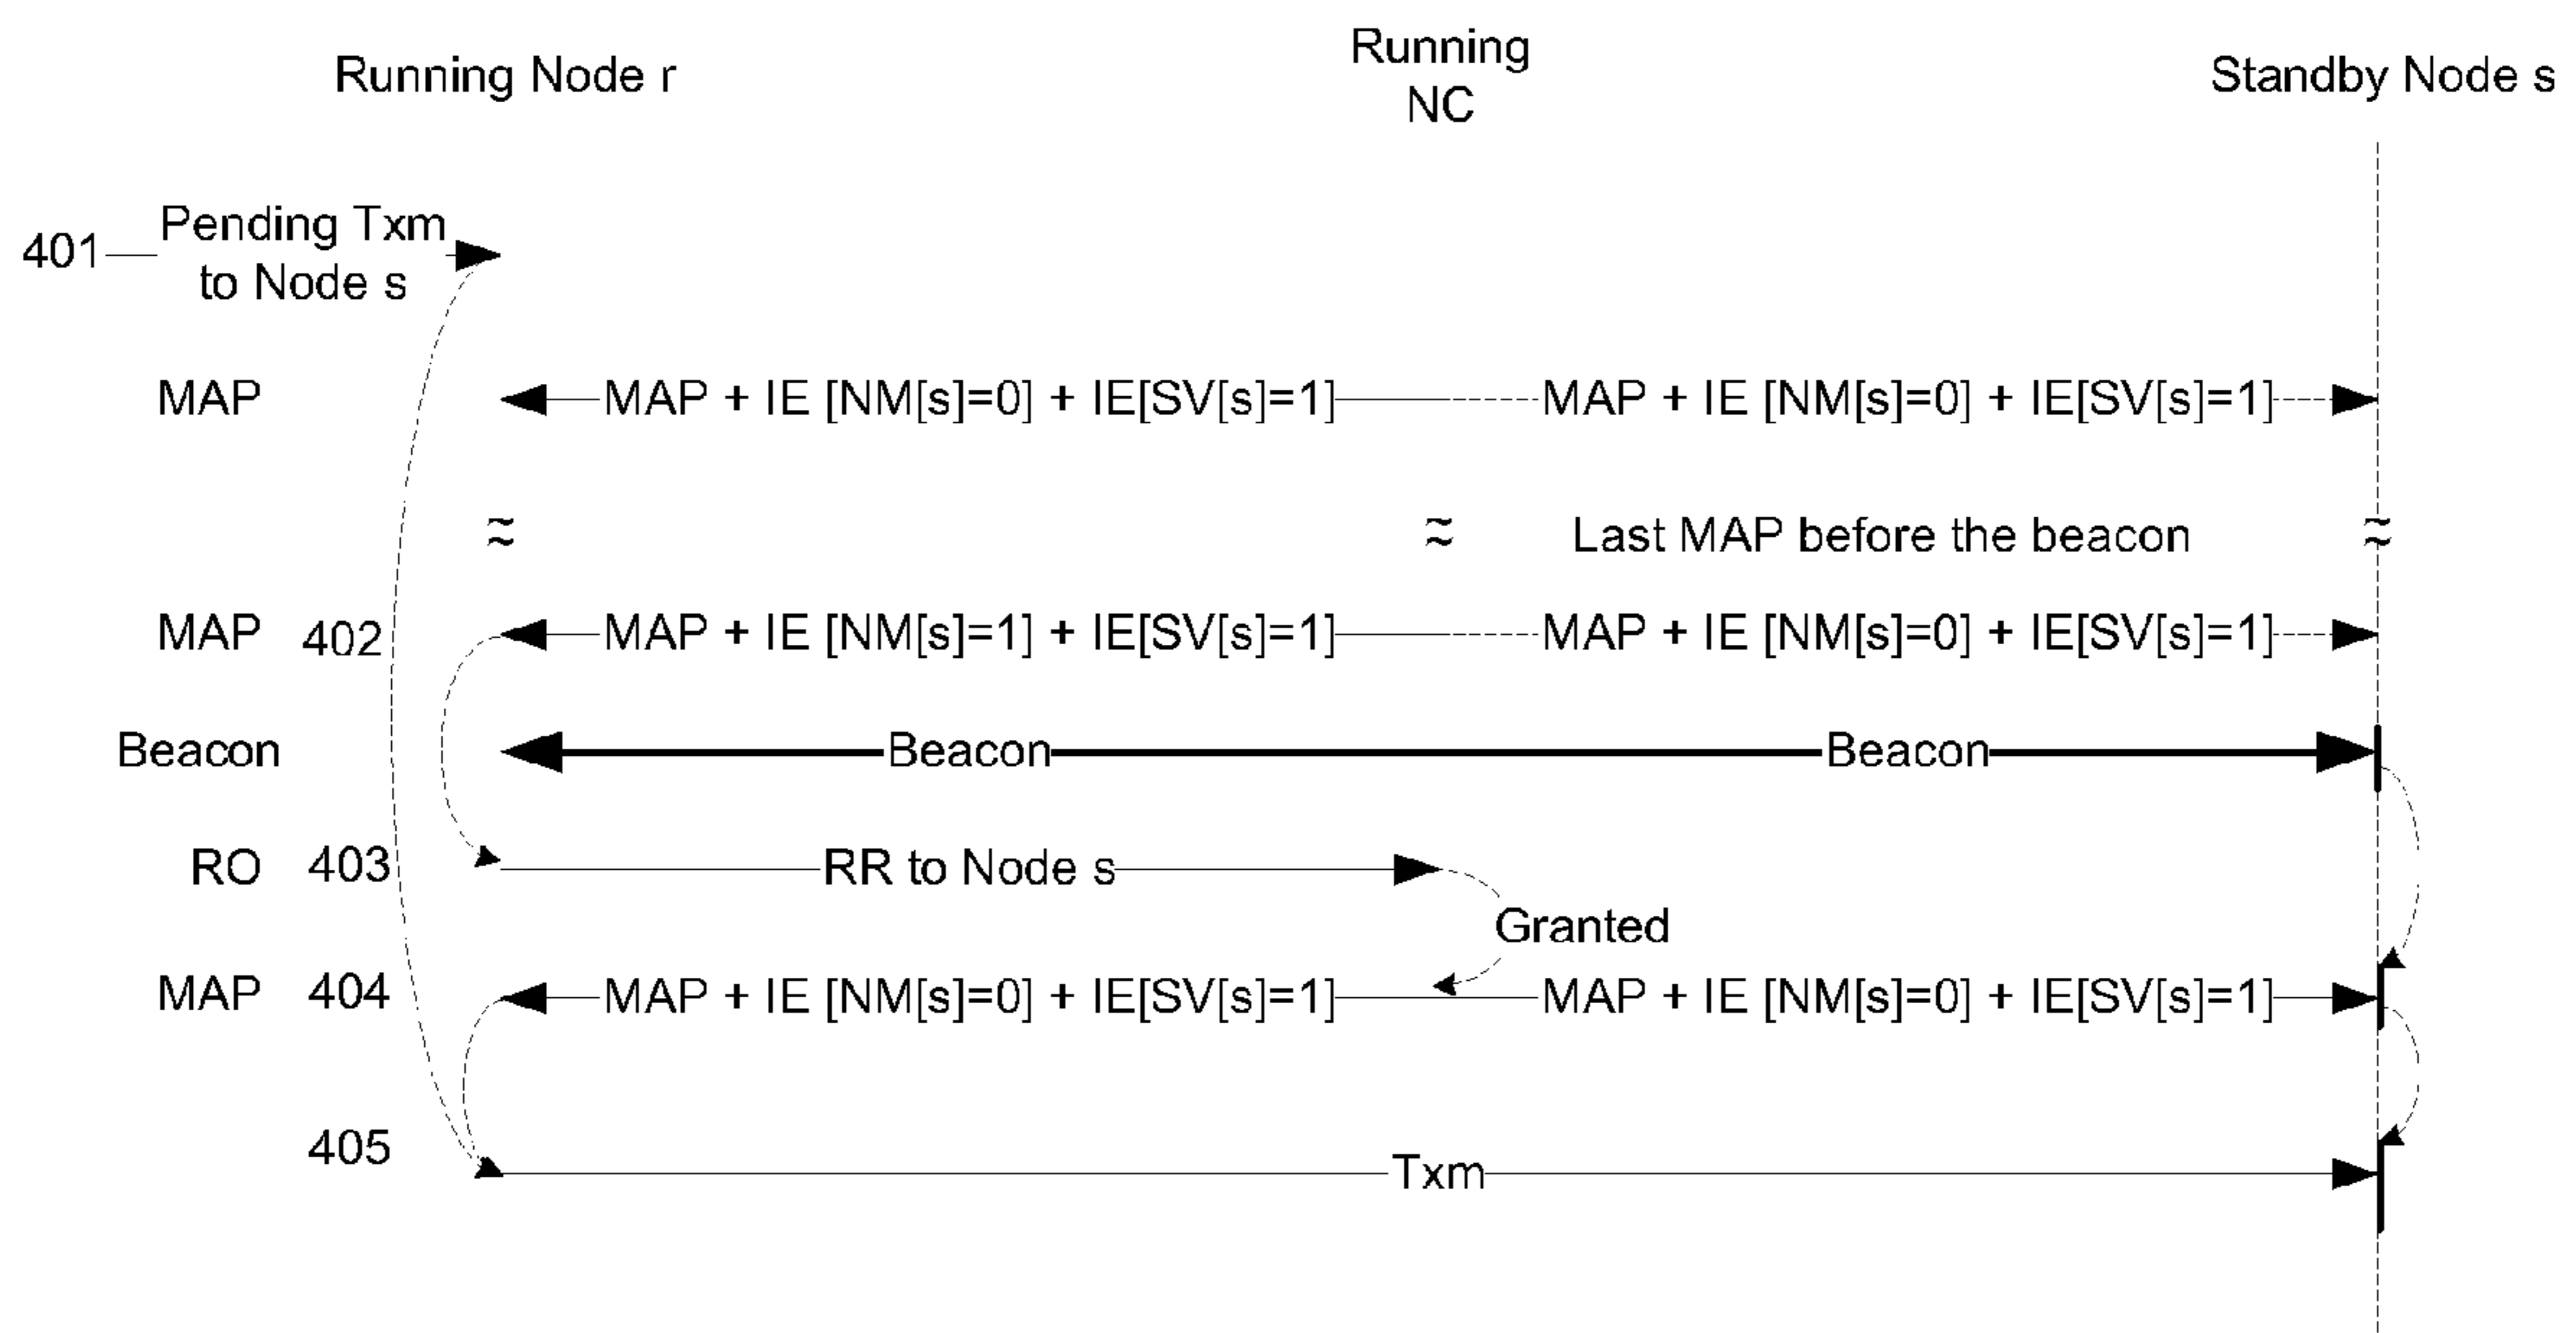 Running Node r
Running
NC
Standby Node s
401
Pending Txm
to Node s
MAP
MAP + IE [NM[s]=0] + IE[SV[s]=1]
MAP + IE [NM[s]=0] + IE[SV[s]=1]
≈
≈
Last MAP before the beacon
≈
MAP
402
MAP + IE [NM[s]=1] + IE[SV[s]=1]
MAP + IE [NM[s]=0] + IE[SV[s]=1]
Beacon
Beacon
Beacon
RO
403
RR to Node s
Granted
MAP
404
MAP + IE [NM[s]=0] + IE[SV[s]=1]
MAP + IE [NM[s]=0] + IE[SV[s]=1]
405
Txm